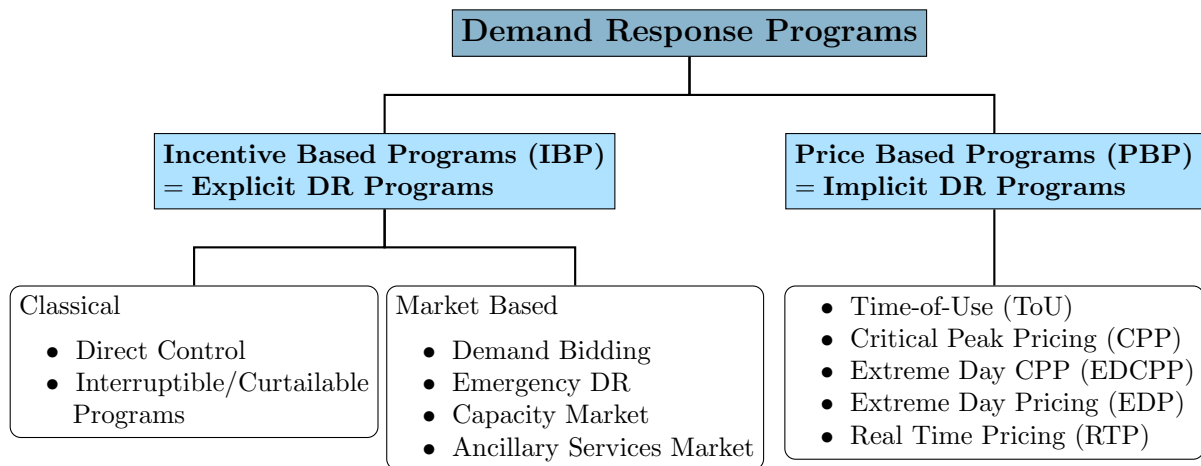 Demand Response Programs
Incentive Based Programs (IBP)
= Explicit DR Programs
Price Based Programs (PBP)
= Implicit DR Programs
Classical
• Direct Control
• Interruptible/Curtailable
Programs
Market Based
• Demand Bidding
• Emergency DR
• Capacity Market
• Ancillary Services Market
• Time-of-Use (ToU)
• Critical Peak Pricing (CPP)
• Extreme Day CPP (EDCPP)
• Extreme Day Pricing (EDP)
• Real Time Pricing (RTP)